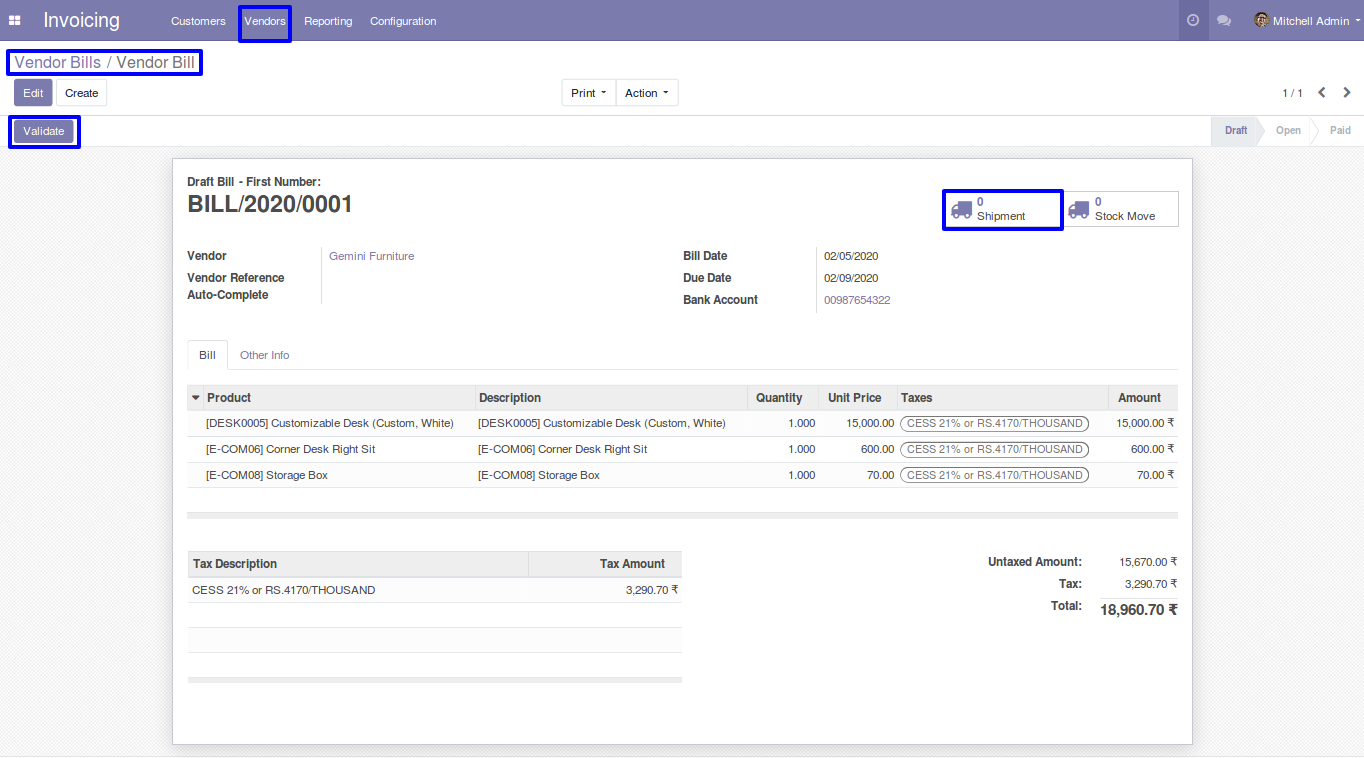 Invoicing Customers Vendors Reporting Configuration Mitchell Admin
Vendor Bills / Vendor Bill
Edit Create Print Action 1 / 1
Validate Draft Open Paid
Draft Bill - First Number:
BILL/2020/0001
0 Shipment 0 Stock Move
Vendor Gemini Furniture Bill Date 02/05/2020
Vendor Reference Due Date 02/09/2020
Auto-Complete Bank Account 00987654322
Bill Other Info
Product Description Quantity Unit Price Taxes Amount
[DESK0005] Customizable Desk (Custom, White) [DESK0005] Customizable Desk (Custom, White) 1.000 15,000.00 CESS 21% or RS.4170/THOUSAND 15,000.00 ₹
[E-COM06] Corner Desk Right Sit [E-COM06] Corner Desk Right Sit 1.000 600.00 CESS 21% or RS.4170/THOUSAND 600.00 ₹
[E-COM08] Storage Box [E-COM08] Storage Box 1.000 70.00 CESS 21% or RS.4170/THOUSAND 70.00 ₹
Tax Description Tax Amount Untaxed Amount: 15,670.00 ₹
CESS 21% or RS.4170/THOUSAND 3,290.70 ₹ Tax: 3,290.70 ₹
Total: 18,960.70 ₹